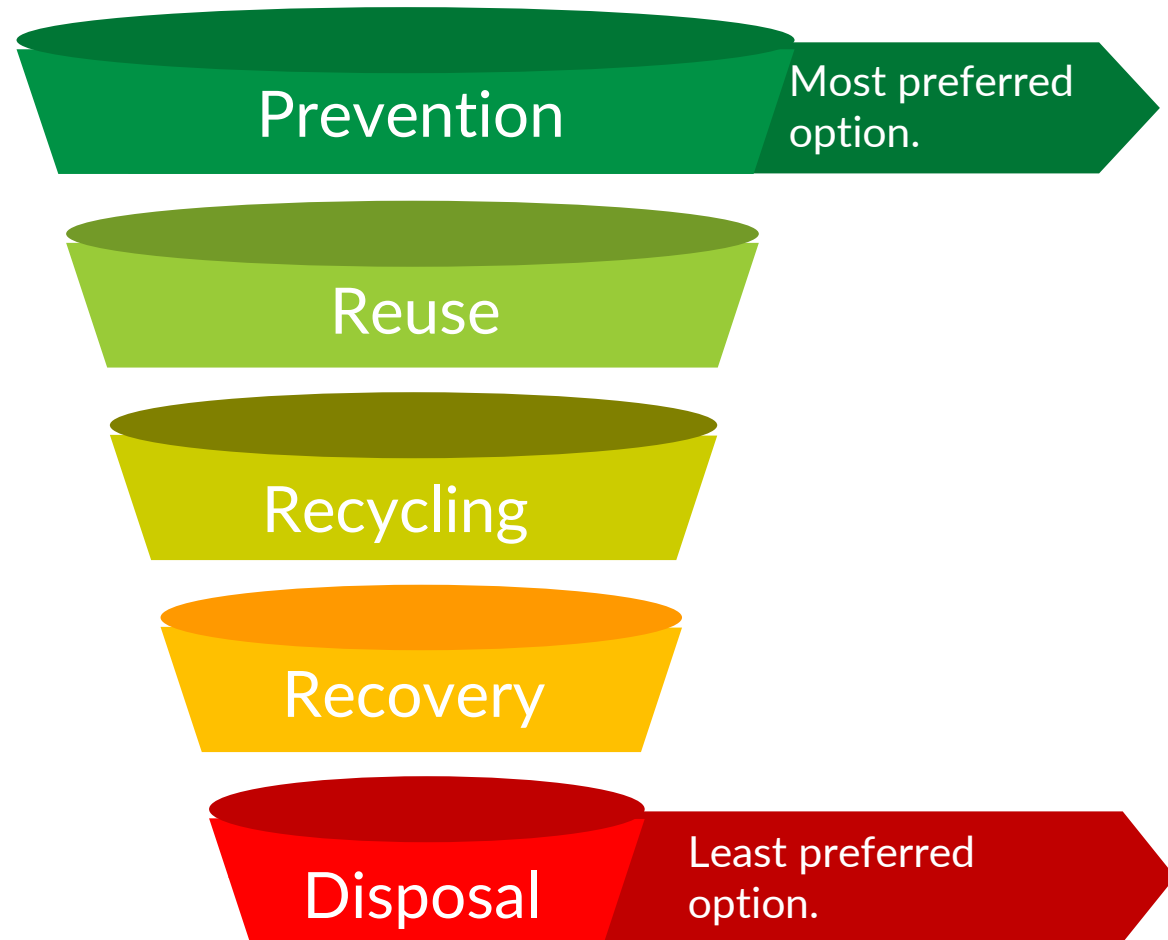 Prevention
Most preferred
option.
Reuse
Recycling
Recovery
Disposal
Least preferred
option.